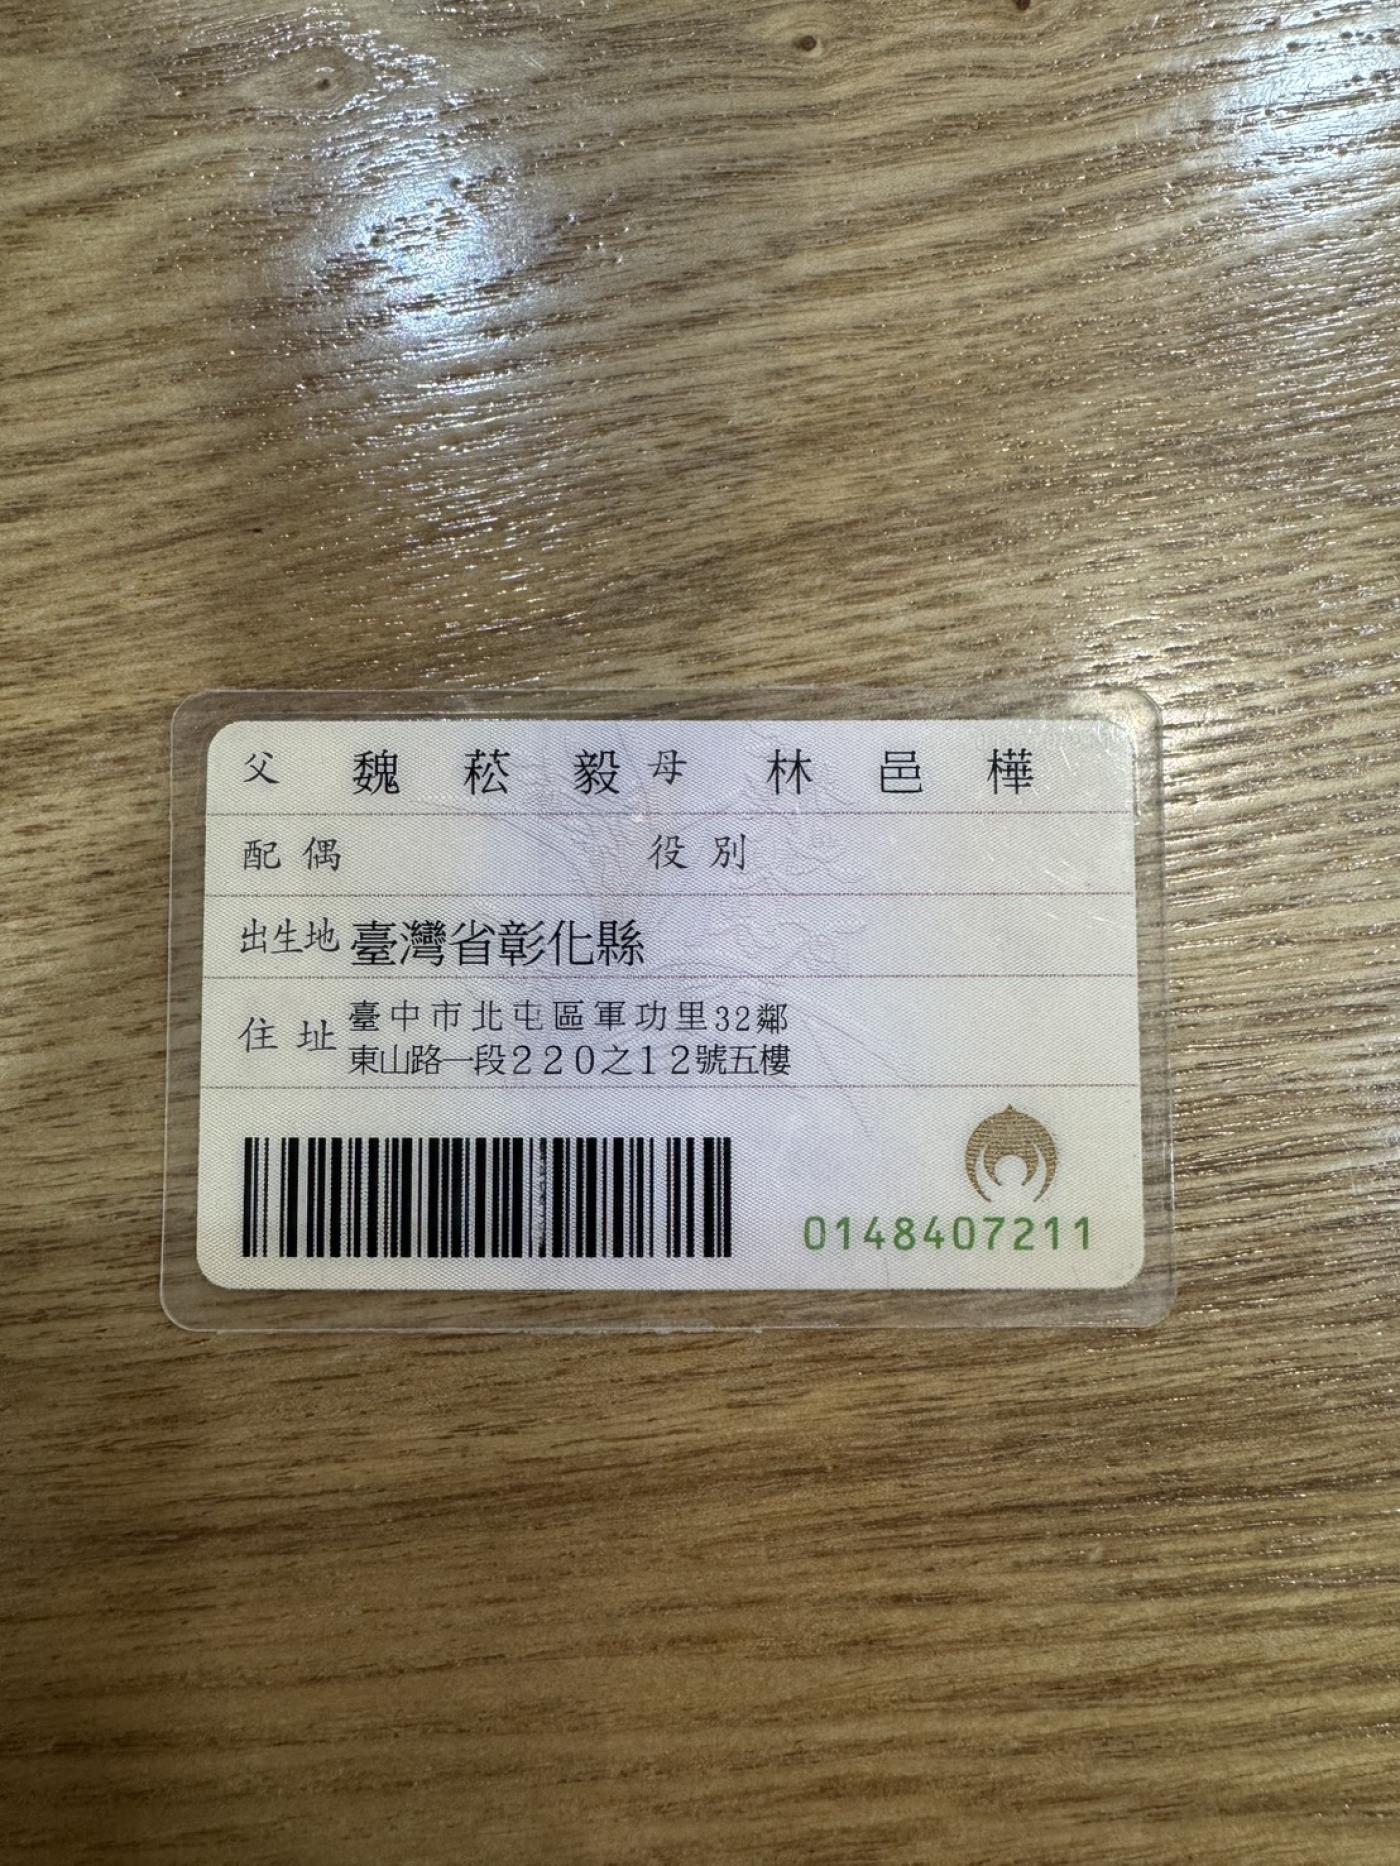 父 魏菘毅 母 林邑樺
配偶 役別
出生地 臺灣省彰化縣
住址 臺中市北屯區軍功里32鄰
東山路一段220之12號五樓
0148407211